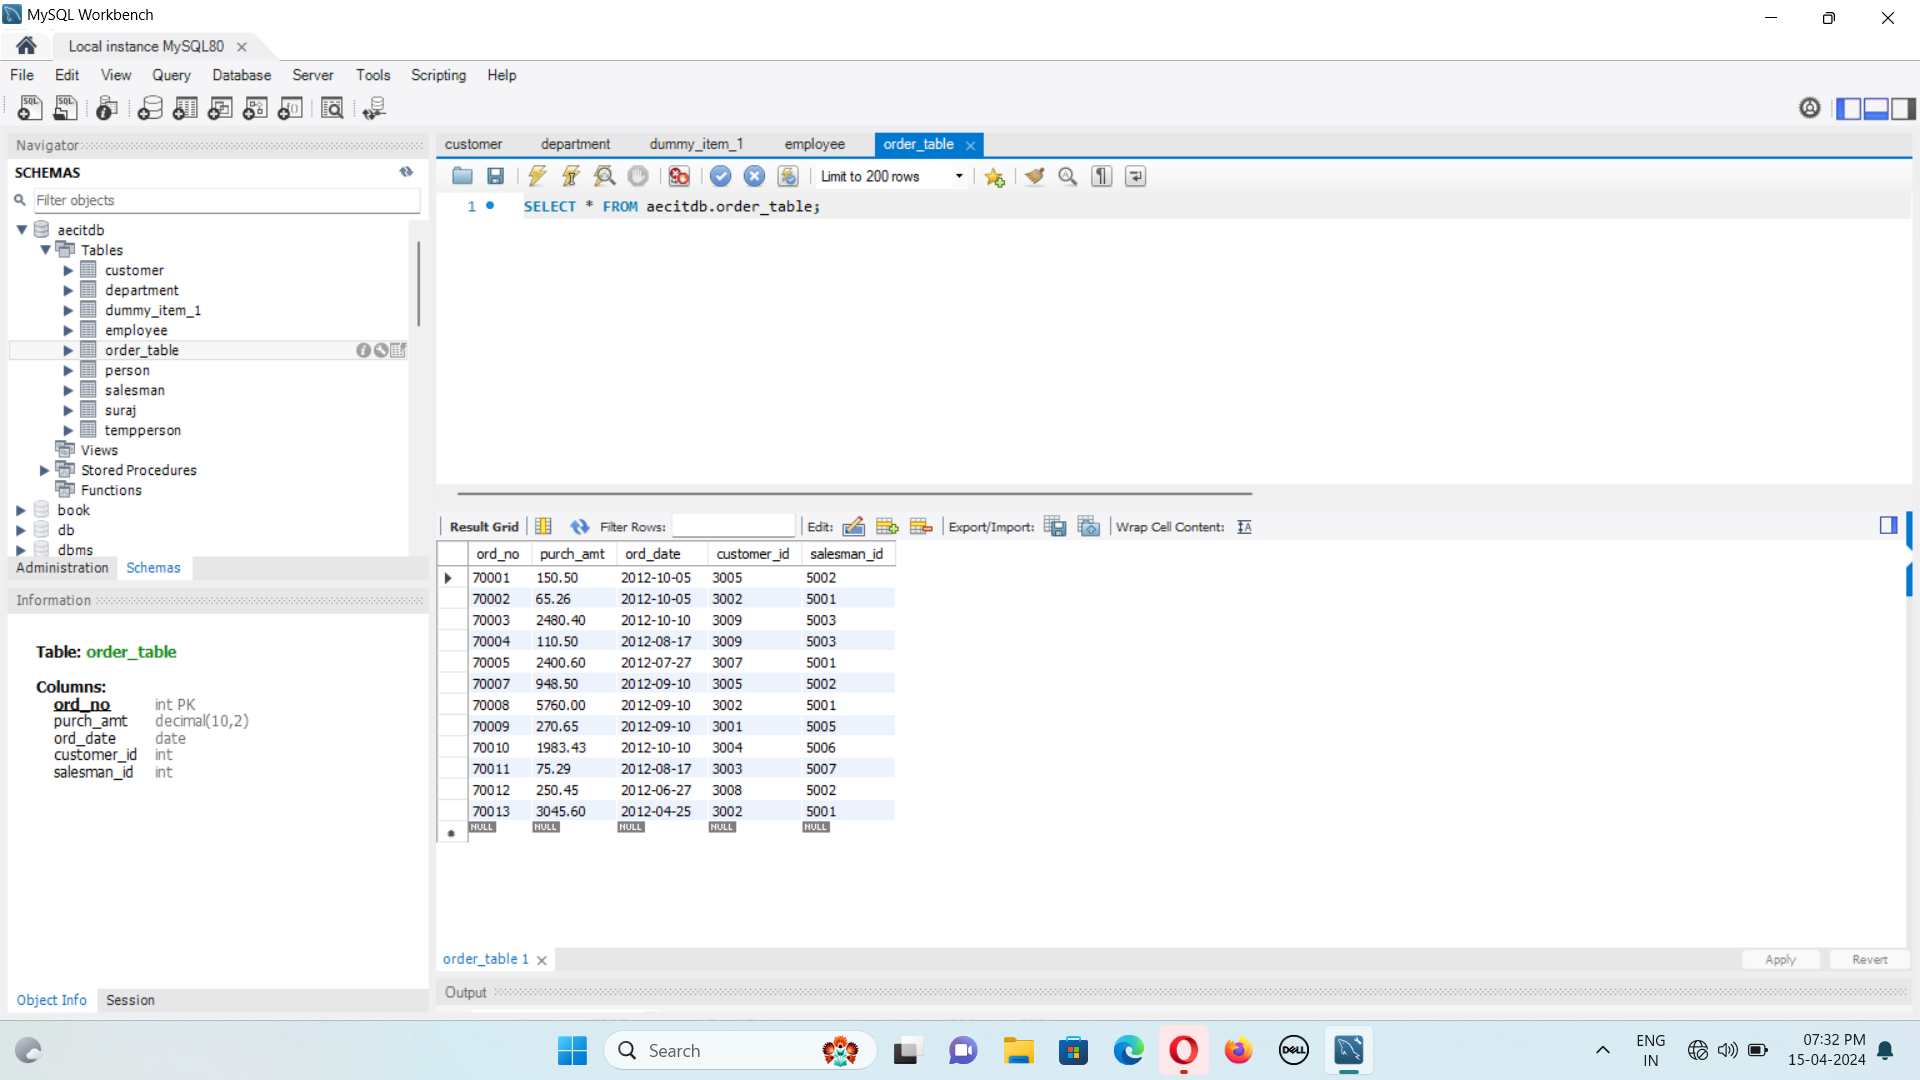 MySQL Workbench
Local instance MySQL80
File Edit View Query Database Server Tools Scripting Help
Navigator
SCHEMAS
Filter objects
aecitdb
Tables
customer
department
dummy_item_1
employee
order_table
person
salesman
suraj
tempperson
Views
Stored Procedures
Functions
book
db
dbms
Administration Schemas
Information
Table: order_table
Columns:
ord_no int PK
purch_amt decimal(10,2)
ord_date date
customer_id int
salesman_id int
Object Info Session
customer department dummy_item_1 employee order_table
Limit to 200 rows
1 SELECT * FROM aecitdb.order_table;
Result Grid Filter Rows: Edit: Export/Import: Wrap Cell Content:
ord_no purch_amt ord_date customer_id salesman_id
70001 150.50 2012-10-05 3005 5002
70002 65.26 2012-10-05 3002 5001
70003 2480.40 2012-10-10 3009 5003
70004 110.50 2012-08-17 3009 5003
70005 2400.60 2012-07-27 3007 5001
70007 948.50 2012-09-10 3005 5002
70008 5760.00 2012-09-10 3002 5001
70009 270.65 2012-09-10 3001 5005
70010 1983.43 2012-10-10 3004 5006
70011 75.29 2012-08-17 3003 5007
70012 250.45 2012-06-27 3008 5002
70013 3045.60 2012-04-25 3002 5001
NULL NULL NULL NULL NULL
order_table 1
Apply Revert
Output
Search
DELL
ENG
IN
07:32 PM
15-04-2024